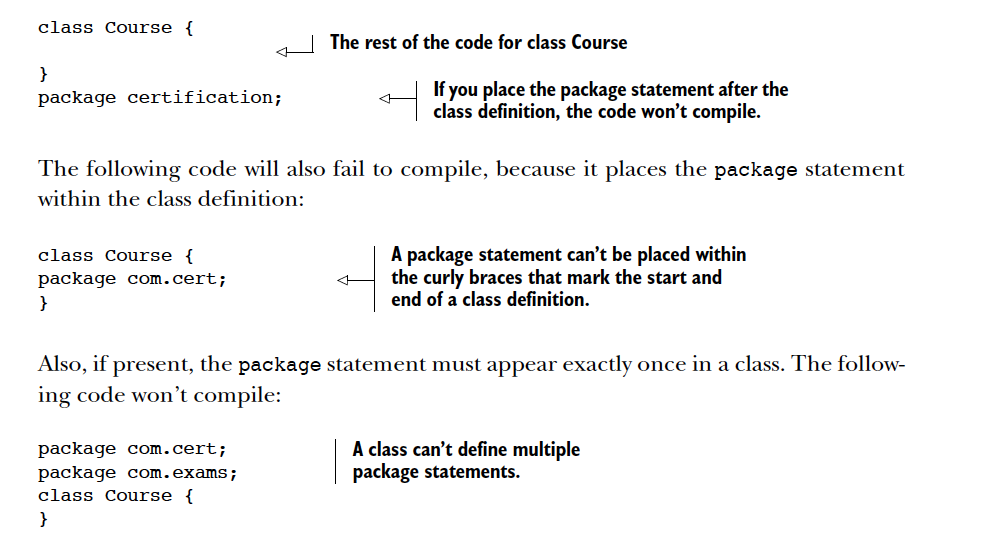 class Course {
The rest of the code for class Course
}
package certification;
If you place the package statement after the
class definition, the code won't compile.
The following code will also fail to compile, because it places the package statement
within the class definition:
class Course {
package com.cert;
}
A package statement can't be placed within
the curly braces that mark the start and
end of a class definition.
Also, if present, the package statement must appear exactly once in a class. The follow-
ing code won't compile:
package com.cert;
package com.exams;
class Course {
}
A class can't define multiple
package statements.